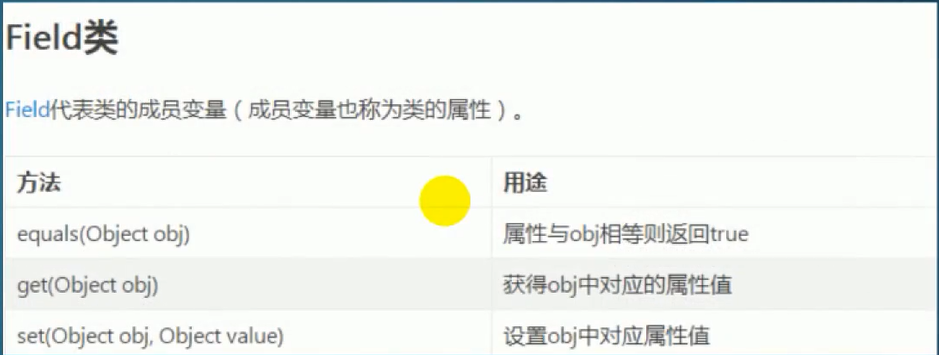 Field类
Field代表类的成员变量（成员变量也称为类的属性）。
方法 用途
equals(Object obj) 属性与obj相等则返回true
get(Object obj) 获得obj中对应的属性值
set(Object obj, Object value) 设置obj中对应属性值